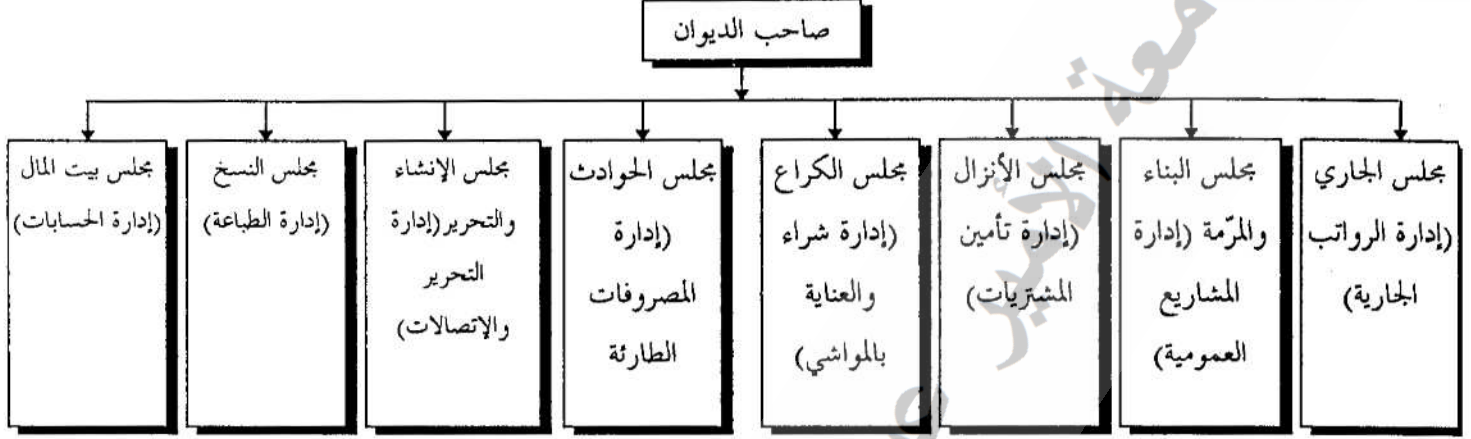 صاحب الديوان
مجلس الجاري
(إدارة الرواتب
الجارية)
مجلس البناء
والمرّمة (إدارة
المشاريع
العمومية)
مجلس الأنزال
(إدارة تأمين
المشتريات)
مجلس الكراع
(إدارة شراء
والعناية
بالمواشي)
مجلس الحوادث
(إدارة
المصروفات
الطارئة
مجلس الإنشاء
والتحرير(إدارة
التحرير
والإتصالات)
مجلس النسخ
(إدارة الطباعة)
مجلس بيت المال
(إدارة الحسابات)